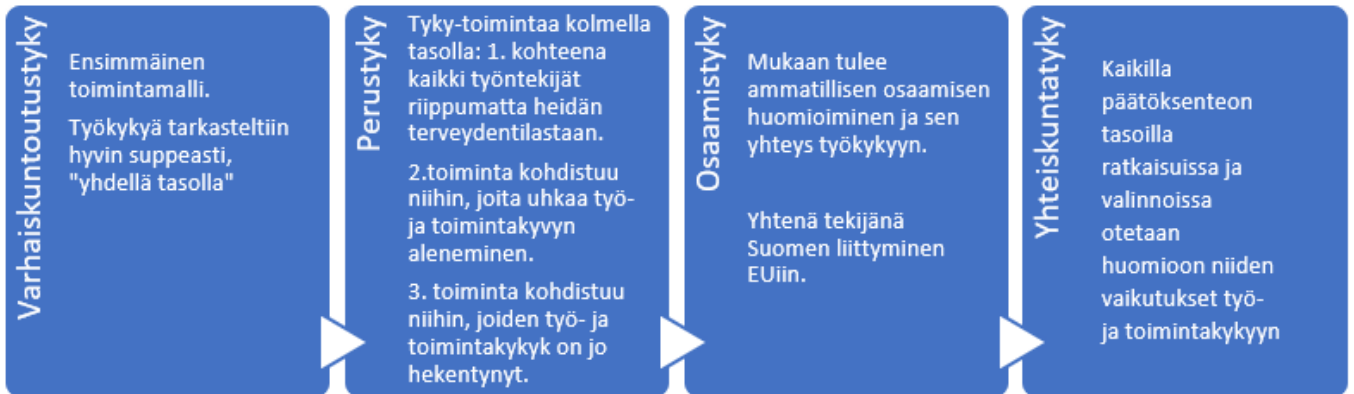 Varhaiskuntoutustyky
Ensimmäinen
toimintamalli.
Työkykyä tarkasteltiin
hyvin suppeasti,
"yhdellä tasolla"
Perustyky
Tyky-toimintaa kolmella
tasolla: 1. kohteena
kaikki työntekijät
riippumatta heidän
terveydentilastaan.
2.toiminta kohdistuu
niihin, joita uhkaa työ-
ja toimintakyvyn
aleneminen.
3. toiminta kohdistuu
niihin, joiden työ- ja
toimintakykyk on jo
hekentynyt.
Osaamistyky
Mukaan tulee
ammatillisen osaamisen
huomioiminen ja sen
yhteys työkykyyn.
Yhtenä tekijänä
Suomen liittyminen
EUiin.
Yhteiskuntatyky
Kaikilla
päätöksenteon
tasoilla
ratkaisuissa ja
valinnoissa
otetaan
huomioon niiden
vaikutukset työ-
ja toimintakykyyn